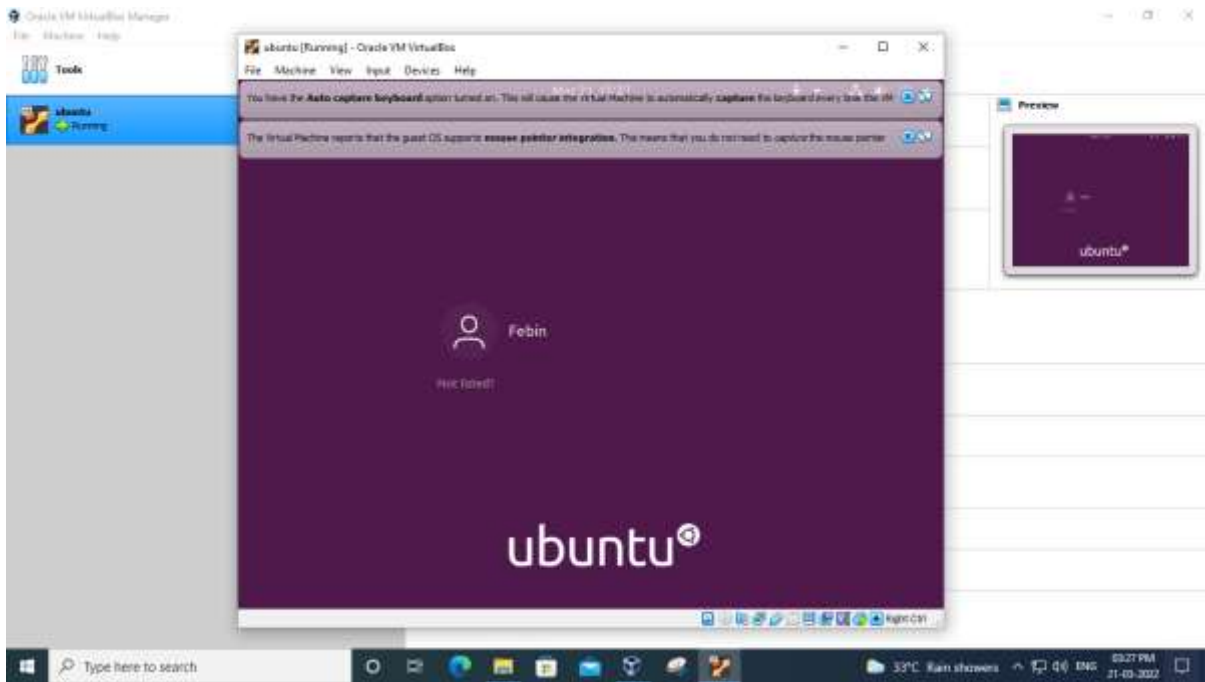 Oracle VM VirtualBox Manager
File Machine Help
Tools
ubuntu
Running
ubuntu [Running] - Oracle VM VirtualBox
File Machine View Input Devices Help
You have the Auto capture keyboard option turned on. This will cause the Virtual Machine to automatically capture the keyboard every time the VM
The Virtual Machine reports that the guest OS supports mouse pointer integration. This means that you do not need to capture the mouse pointer
Febin
Not listed?
ubuntu
Right Ctrl
Preview
ubuntu
Type here to search
33°C Rain showers
ENG
03:27 PM
21-03-2022